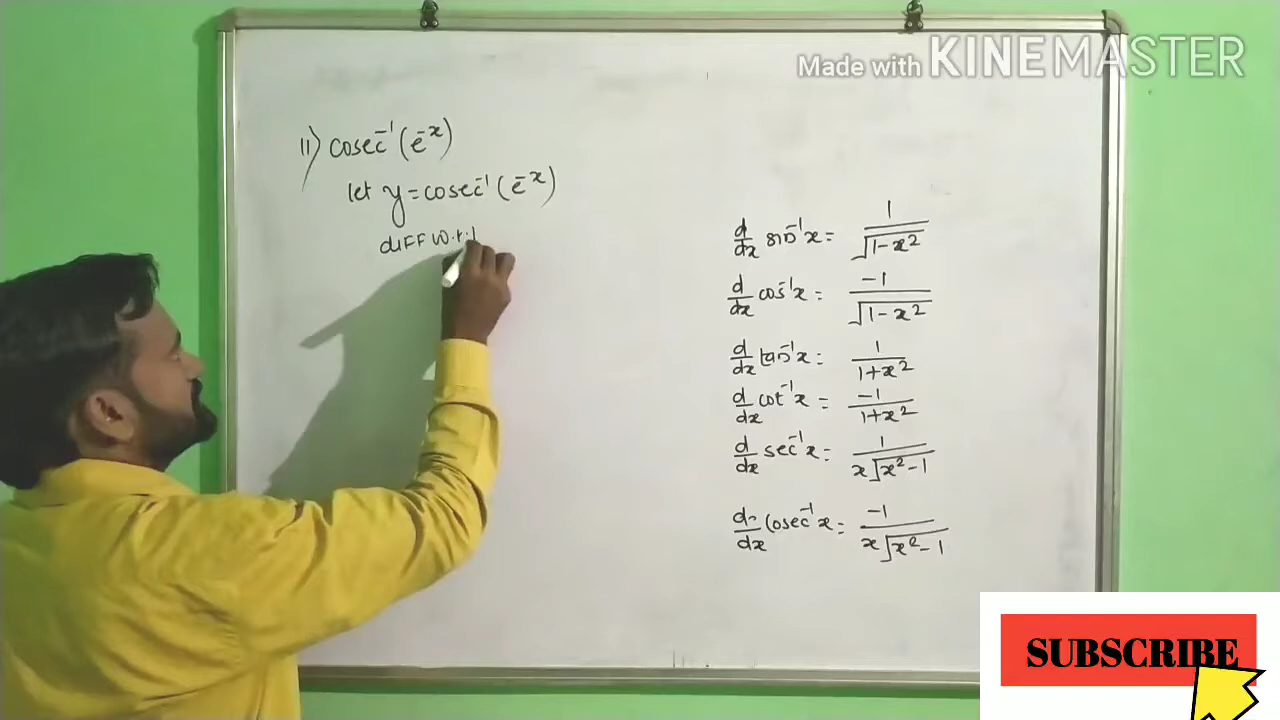 Made with KINEMASTER
11) cosec⁻¹(e⁻ˣ)
let y = cosec⁻¹(e⁻ˣ)
diff w.r.t
d/dx sin⁻¹x = 1/√(1-x²)
d/dx cos⁻¹x = -1/√(1-x²)
d/dx tan⁻¹x = 1/(1+x²)
d/dx cot⁻¹x = -1/(1+x²)
d/dx sec⁻¹x = 1/(x√(x²-1))
d/dx cosec⁻¹x = -1/(x√(x²-1))
SUBSCRIBE